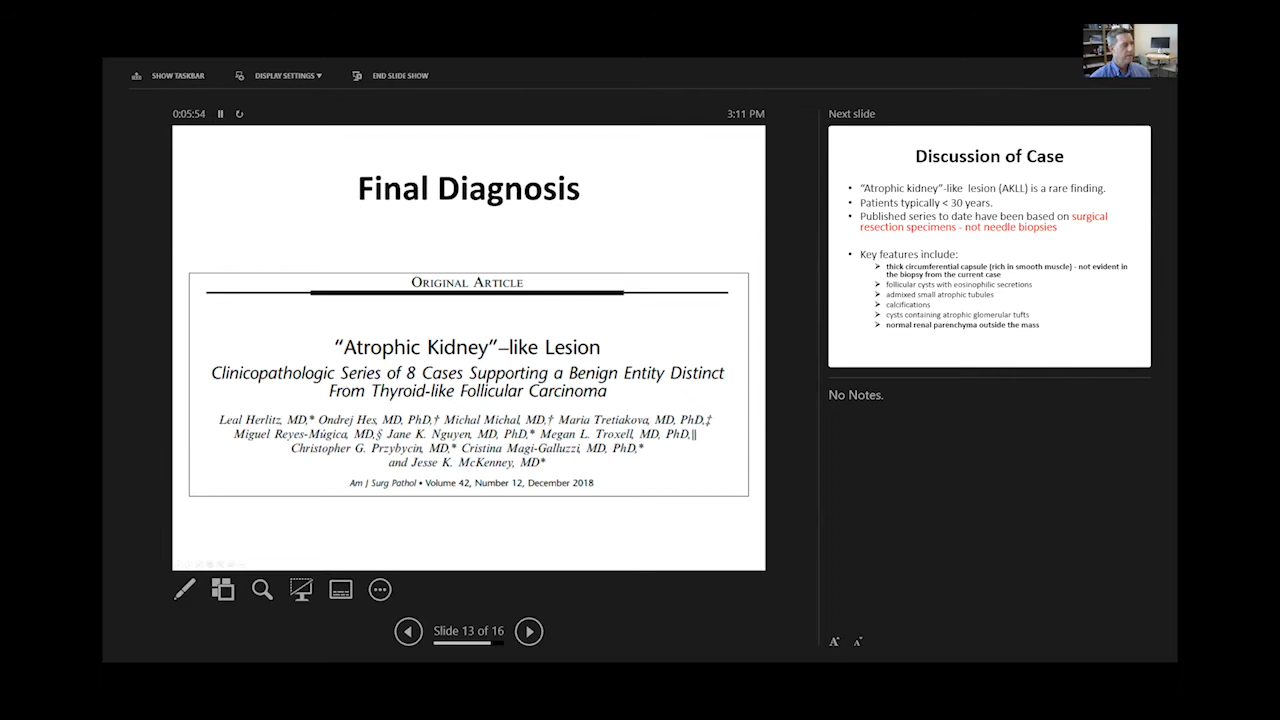 SHOW TASKBAR
DISPLAY SETTINGS ▼
END SLIDE SHOW
0:05:54
3:11 PM
Final Diagnosis
ORIGINAL ARTICLE
“Atrophic Kidney”–like Lesion
Clinicopathologic Series of 8 Cases Supporting a Benign Entity Distinct
From Thyroid-like Follicular Carcinoma
Leal Herlitz, MD,* Ondrej Hes, MD, PhD,† Michal Michal, MD,† Maria Tretiakova, MD, PhD,‡
Miguel Reyes-Múgica, MD,§ Jane K. Nguyen, MD, PhD,* Megan L. Troxell, MD, PhD,‖
Christopher G. Przybycin, MD,* Cristina Magi-Galluzzi, MD, PhD,*
and Jesse K. McKenney, MD*
Am J Surg Pathol • Volume 42, Number 12, December 2018
Slide 13 of 16
Next slide
Discussion of Case
• “Atrophic kidney”-like lesion (AKLL) is a rare finding.
• Patients typically < 30 years.
• Published series to date have been based on surgical
resection specimens - not needle biopsies
• Key features include:
➢ thick circumferential capsule (rich in smooth muscle) - not evident in
the biopsy from the current case
➢ follicular cysts with eosinophilic secretions
➢ admixed small atrophic tubules
➢ calcifications
➢ cysts containing atrophic glomerular tufts
➢ normal renal parenchyma outside the mass
No Notes.
A A